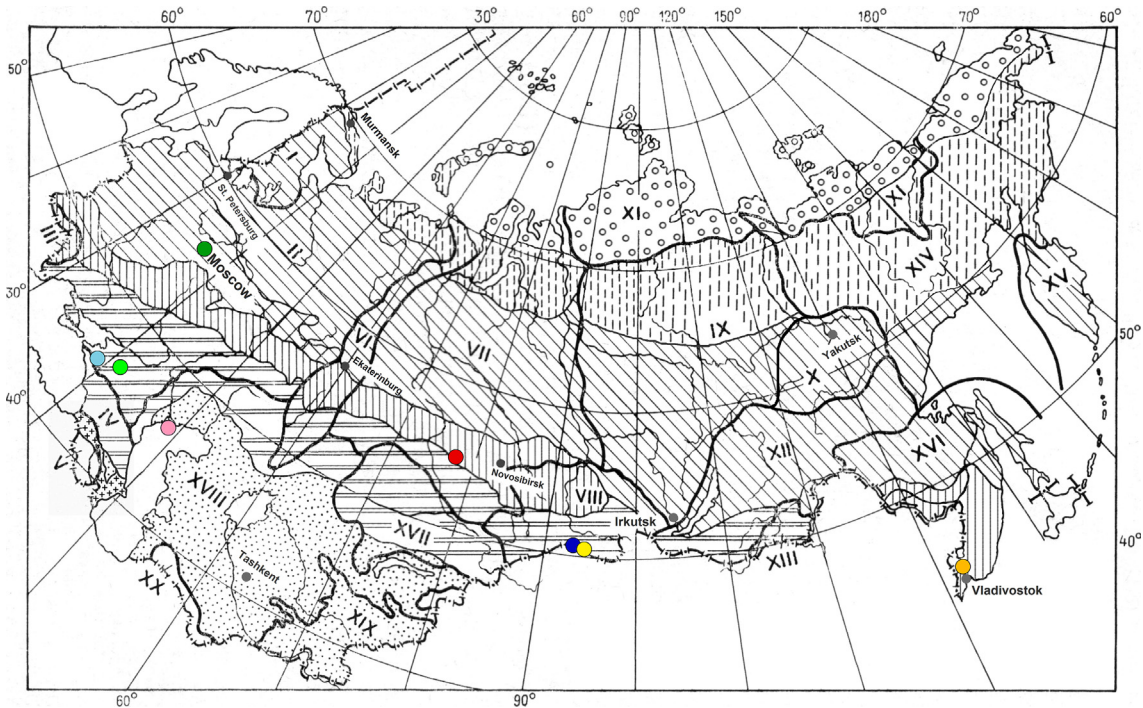 60° 70° 30° 60° 90° 120° 150° 180° 70° 60°
50°
I
Murmansk
I
St. Petersburg
XI
XI
III
II
Moscow
XIV
XV
30°
50°
VI
VII
IX
Yakutsk
Ekaterinburg
X
40°
IV
V
XII
XVI
Novosibirsk
VIII
XVIII
Irkutsk
XVII
40°
XIII
XX
Tashkent
Vladivostok
XIX
60° 90°